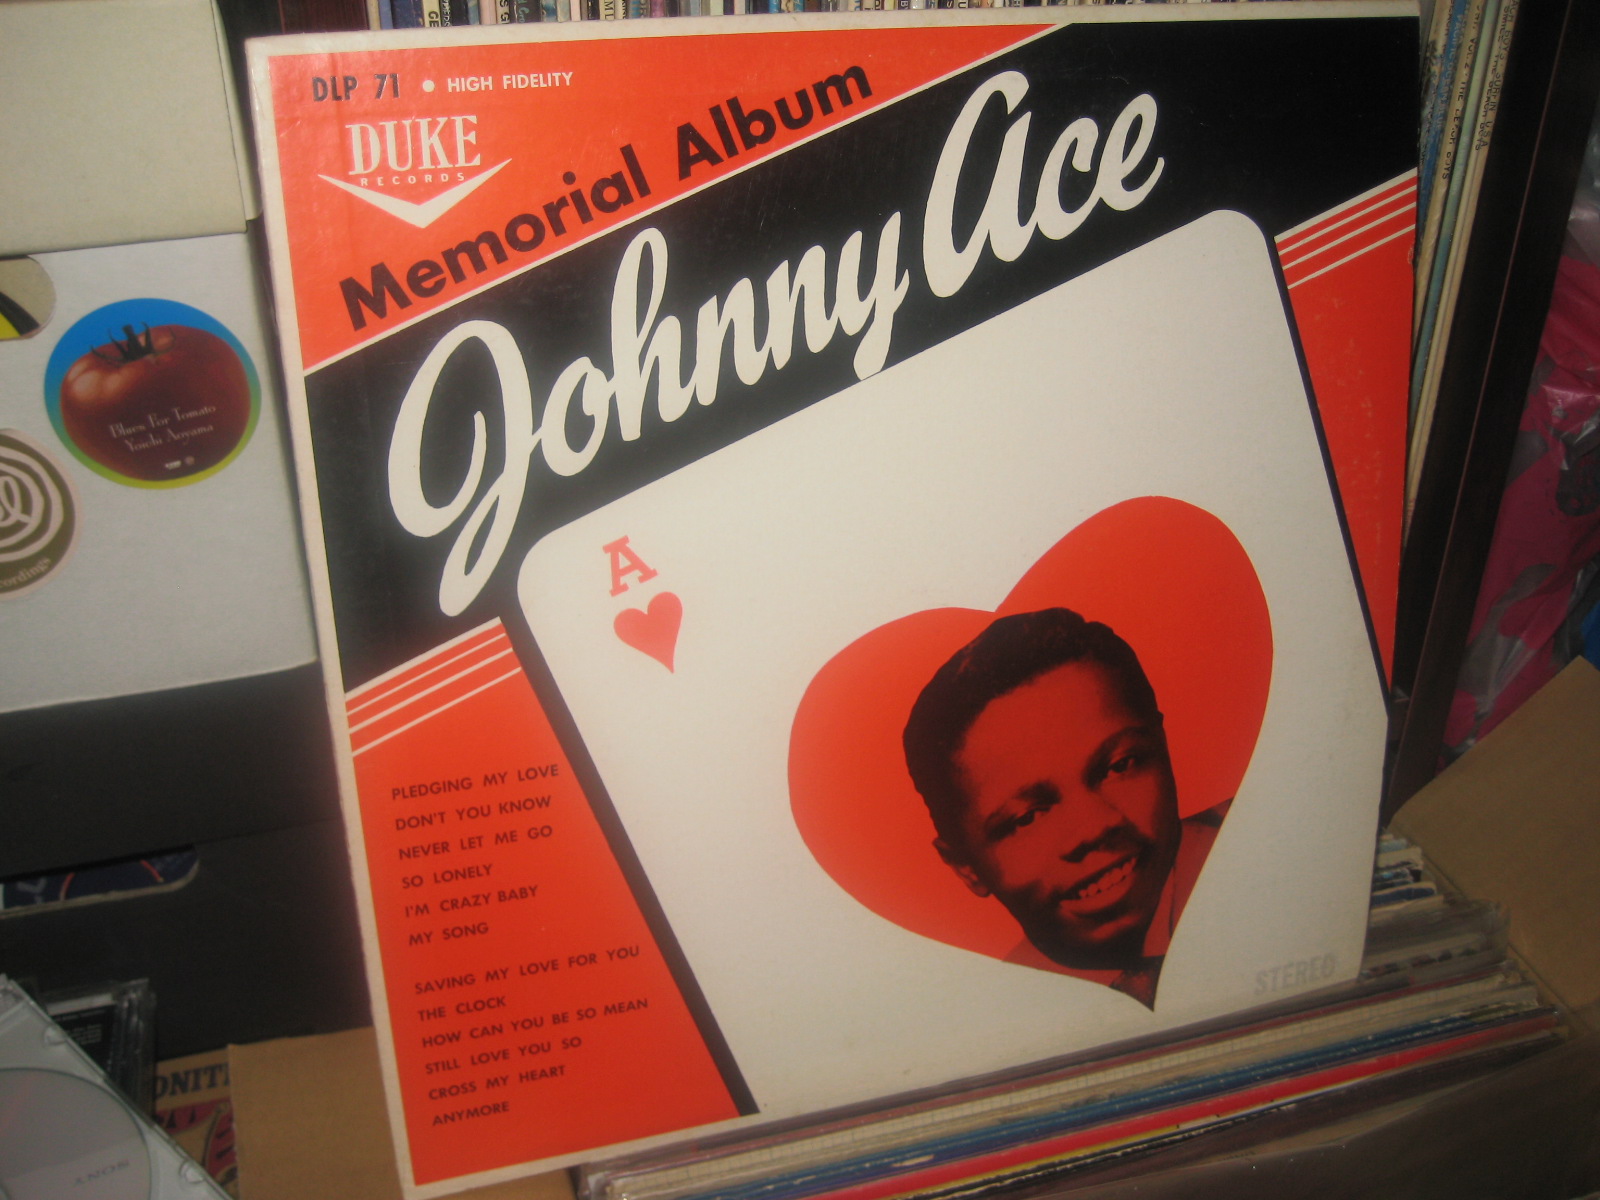 DLP 71 • HIGH FIDELITY
DUKE
RECORDS
Memorial Album
Johnny Ace
A
PLEDGING MY LOVE
DON'T YOU KNOW
NEVER LET ME GO
SO LONELY
I'M CRAZY BABY
MY SONG
SAVING MY LOVE FOR YOU
THE CLOCK
HOW CAN YOU BE SO MEAN
STILL LOVE YOU SO
CROSS MY HEART
ANYMORE
STEREO
Blues For Tomato
Yoichi Aoyama
SONY